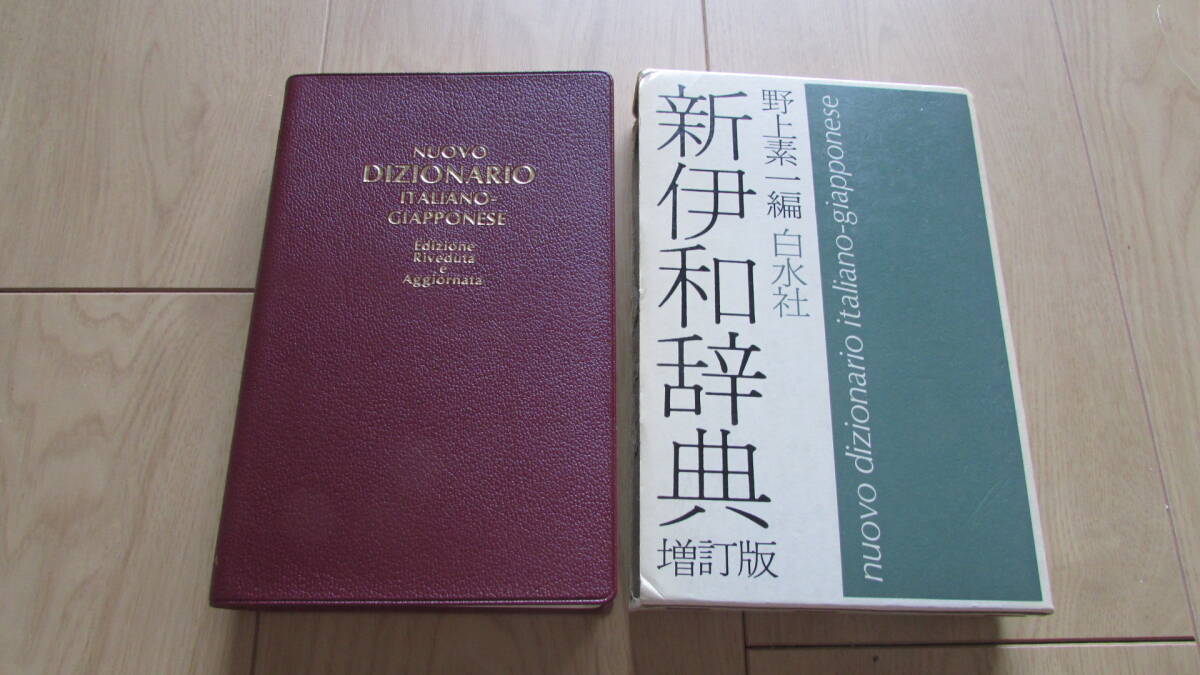 NUOVO
DIZIONARIO
ITALIANO-
GIAPPONESE
Edizione
Riveduta
e
Aggiornata
新伊和辞典
増訂版
野上素一編 白水社
nuovo dizionario italiano-giapponese